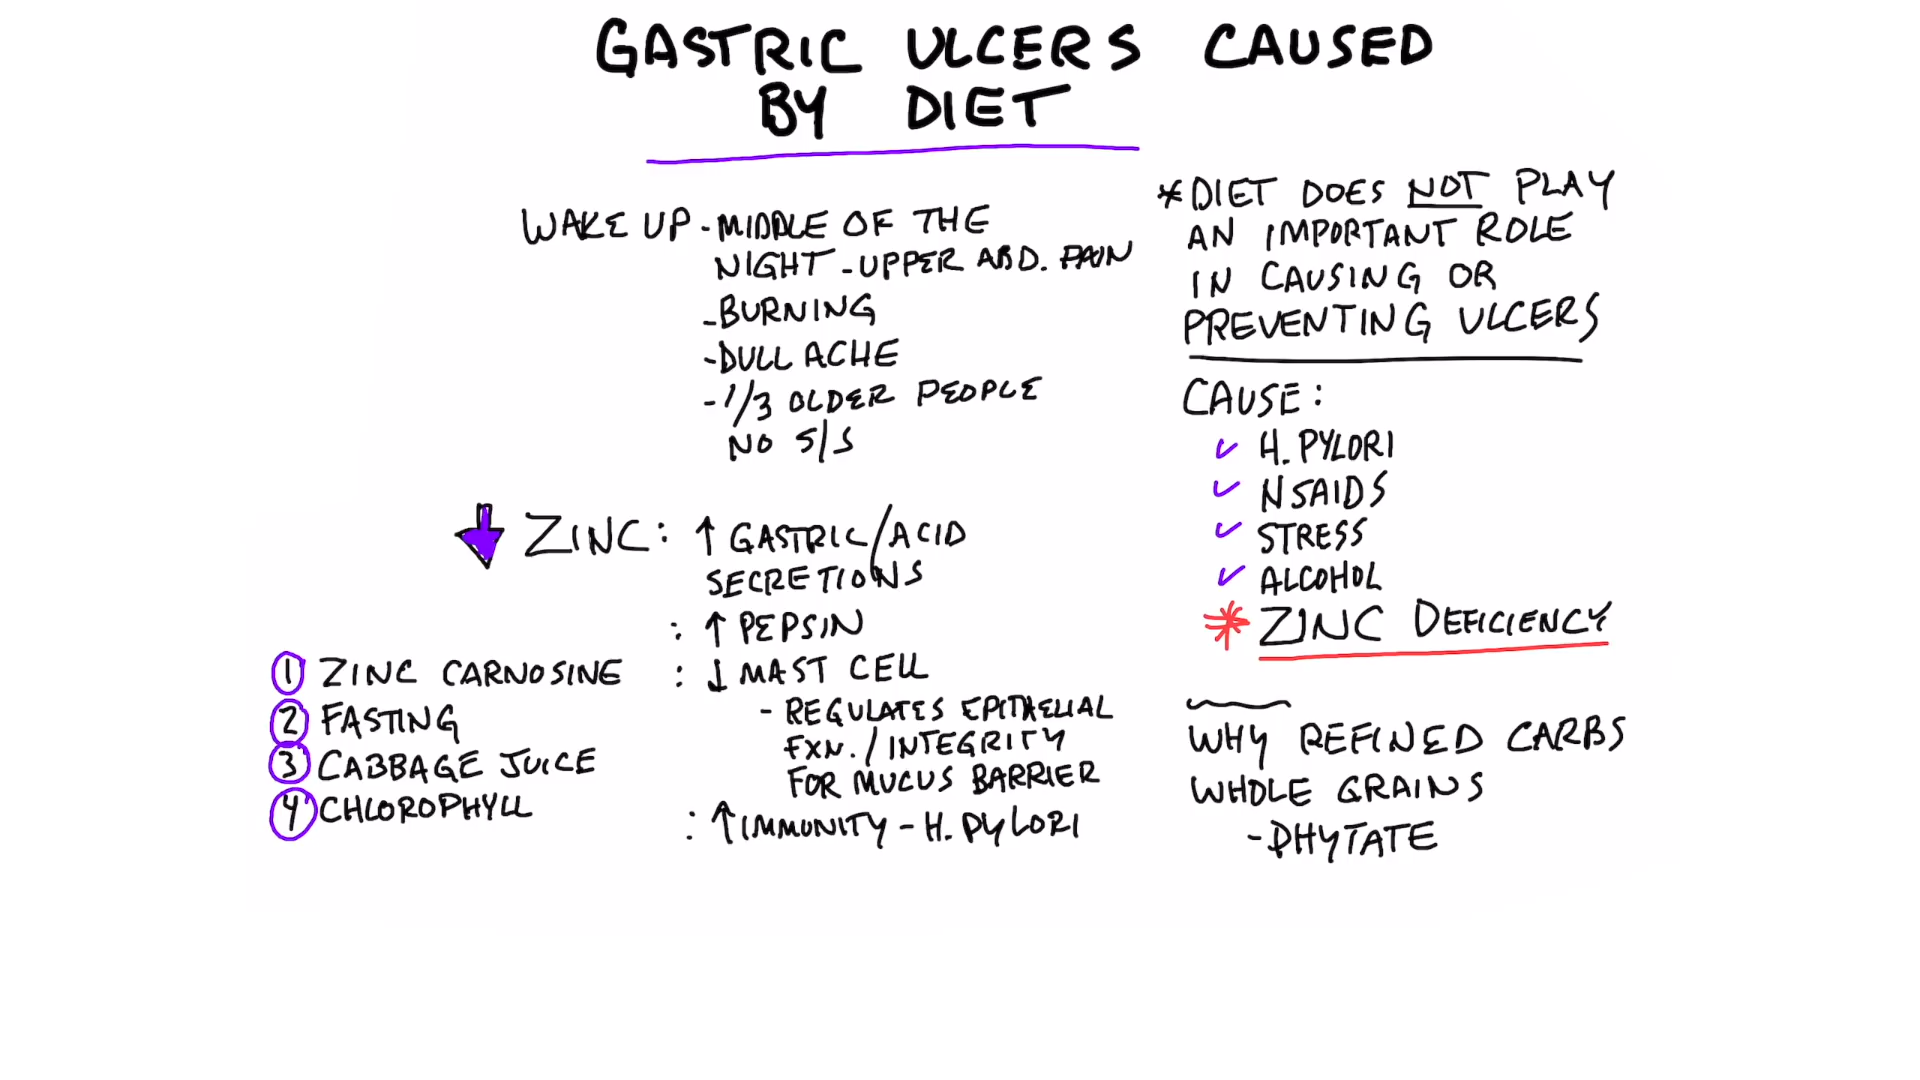 GASTRIC ULCERS CAUSED
BY DIET
WAKE UP - MIDDLE OF THE
NIGHT - UPPER ABD. PAIN
- BURNING
- DULL ACHE
- 1/3 OLDER PEOPLE
NO S/S
* DIET DOES NOT PLAY
AN IMPORTANT ROLE
IN CAUSING OR
PREVENTING ULCERS
CAUSE:
✓ H. PYLORI
✓ NSAIDS
✓ STRESS
✓ ALCOHOL
* ZINC DEFICIENCY
↓ ZINC: ↑ GASTRIC/ACID
SECRETIONS
: ↑ PEPSIN
: ↓ MAST CELL
- REGULATES EPITHELIAL
FXN. / INTEGRITY
FOR MUCUS BARRIER
: ↑ IMMUNITY - H. PYLORI
1 ZINC CARNOSINE
2 FASTING
3 CABBAGE JUICE
4 CHLOROPHYLL
WHY REFINED CARBS
WHOLE GRAINS
- PHYTATE